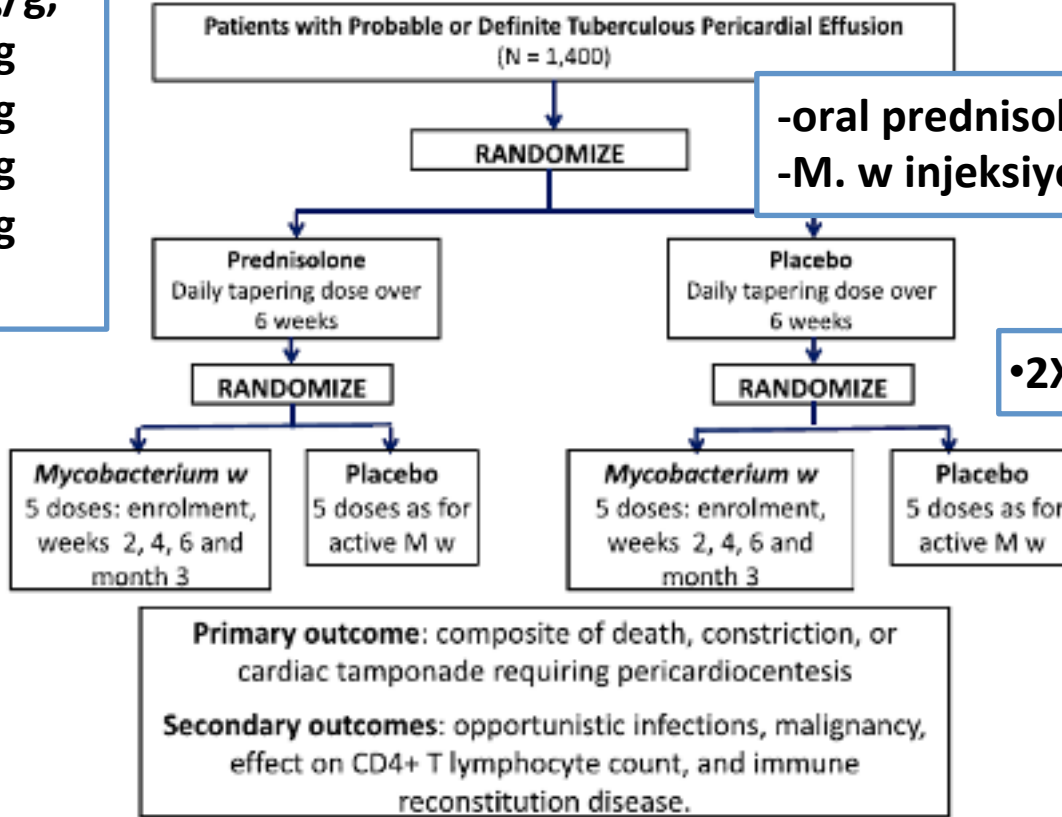 g/g,
g
g
g
g
Patients with Probable or Definite Tuberculous Pericardial Effusion
(N = 1,400)
-oral
-M. w
RANDOMIZE
Prednisolone
Daily tapering dose over
6 weeks
Placebo
Daily tapering dose over
6 weeks
•2X
RANDOMIZE
RANDOMIZE
Mycobacterium w
5 doses: enrolment,
weeks 2, 4, 6 and
month 3
Placebo
5 doses as for
active M w
Mycobacterium w
5 doses: enrolment,
weeks 2, 4, 6 and
month 3
Placebo
5 doses as for
active M w
Primary outcome: composite of death, constriction, or
cardiac tamponade requiring pericardiocentesis
Secondary outcomes: opportunistic infections, malignancy,
effect on CD4+ T lymphocyte count, and immune
reconstitution disease.